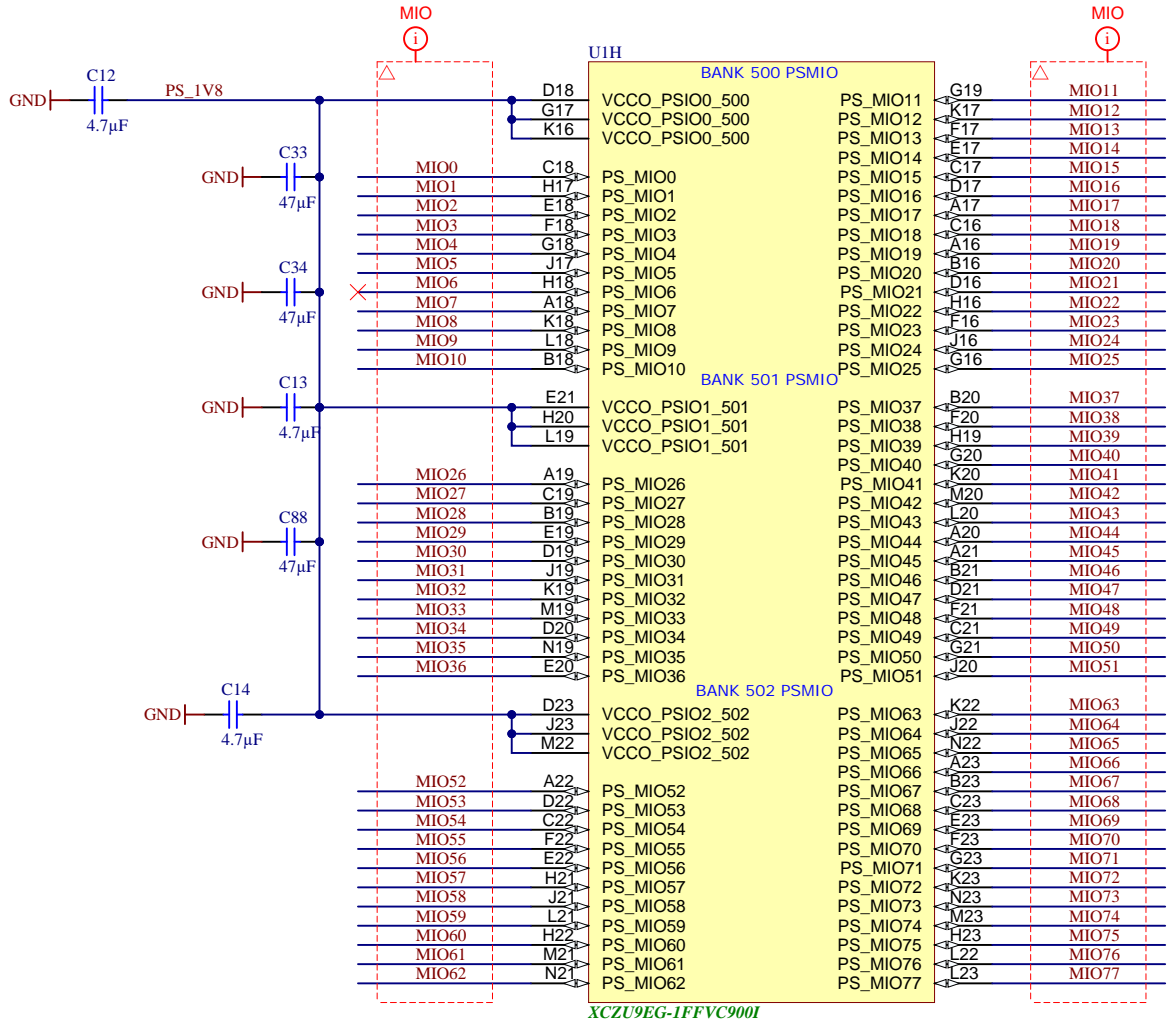 MIO
MIO
i
i
U1H
BANK 500 PSMIO
C12
GND
PS_1V8
4.7µF
D18 VCCO_PSIO0_500 PS_MIO11 G19 MIO11
G17 VCCO_PSIO0_500 PS_MIO12 K17 MIO12
K16 VCCO_PSIO0_500 PS_MIO13 F17 MIO13
PS_MIO14 E17 MIO14
C33
GND
47µF
MIO0 C18 PS_MIO0 PS_MIO15 C17 MIO15
MIO1 H17 PS_MIO1 PS_MIO16 D17 MIO16
MIO2 E18 PS_MIO2 PS_MIO17 A17 MIO17
MIO3 F18 PS_MIO3 PS_MIO18 C16 MIO18
MIO4 G18 PS_MIO4 PS_MIO19 A16 MIO19
MIO5 J17 PS_MIO5 PS_MIO20 B16 MIO20
C34
GND
47µF
MIO6 H18 PS_MIO6 PS_MIO21 D16 MIO21
MIO7 A18 PS_MIO7 PS_MIO22 H16 MIO22
MIO8 K18 PS_MIO8 PS_MIO23 F16 MIO23
MIO9 L18 PS_MIO9 PS_MIO24 J16 MIO24
MIO10 B18 PS_MIO10 PS_MIO25 G16 MIO25
BANK 501 PSMIO
C13
GND
4.7µF
E21 VCCO_PSIO1_501 PS_MIO37 B20 MIO37
H20 VCCO_PSIO1_501 PS_MIO38 F20 MIO38
L19 VCCO_PSIO1_501 PS_MIO39 H19 MIO39
PS_MIO40 G20 MIO40
MIO26 A19 PS_MIO26 PS_MIO41 K20 MIO41
MIO27 C19 PS_MIO27 PS_MIO42 M20 MIO42
MIO28 B19 PS_MIO28 PS_MIO43 L20 MIO43
C88
GND
47µF
MIO29 E19 PS_MIO29 PS_MIO44 A20 MIO44
MIO30 D19 PS_MIO30 PS_MIO45 A21 MIO45
MIO31 J19 PS_MIO31 PS_MIO46 B21 MIO46
MIO32 K19 PS_MIO32 PS_MIO47 D21 MIO47
MIO33 M19 PS_MIO33 PS_MIO48 F21 MIO48
MIO34 D20 PS_MIO34 PS_MIO49 C21 MIO49
MIO35 N19 PS_MIO35 PS_MIO50 G21 MIO50
MIO36 E20 PS_MIO36 PS_MIO51 J20 MIO51
BANK 502 PSMIO
C14
GND
4.7µF
D23 VCCO_PSIO2_502 PS_MIO63 K22 MIO63
J23 VCCO_PSIO2_502 PS_MIO64 J22 MIO64
M22 VCCO_PSIO2_502 PS_MIO65 N22 MIO65
PS_MIO66 A23 MIO66
MIO52 A22 PS_MIO52 PS_MIO67 B23 MIO67
MIO53 D22 PS_MIO53 PS_MIO68 C23 MIO68
MIO54 C22 PS_MIO54 PS_MIO69 E23 MIO69
MIO55 F22 PS_MIO55 PS_MIO70 F23 MIO70
MIO56 E22 PS_MIO56 PS_MIO71 G23 MIO71
MIO57 H21 PS_MIO57 PS_MIO72 K23 MIO72
MIO58 J21 PS_MIO58 PS_MIO73 N23 MIO73
MIO59 L21 PS_MIO59 PS_MIO74 M23 MIO74
MIO60 H22 PS_MIO60 PS_MIO75 H23 MIO75
MIO61 M21 PS_MIO61 PS_MIO76 L22 MIO76
MIO62 N21 PS_MIO62 PS_MIO77 L23 MIO77
XCZU9EG-1FFVC900I